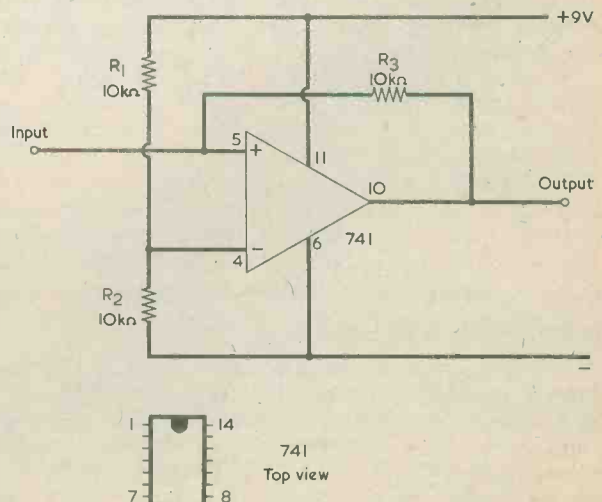 +9V
R1
10kΩ
R3
10kΩ
Input
5
+
11
10
Output
4
−
6
741
R2
10kΩ
−
1
14
741
Top view
7
8